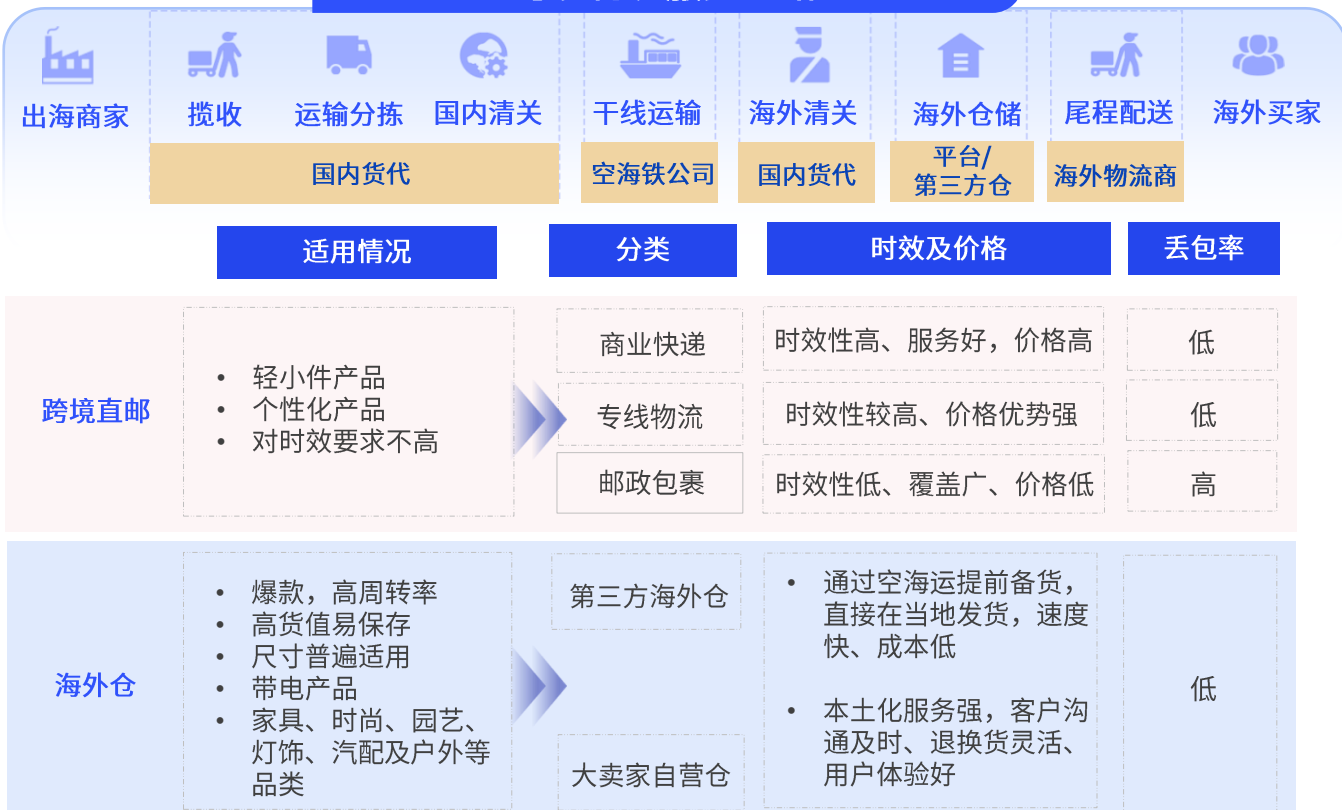 出海商家
揽收
运输分拣
国内清关
干线运输
海外清关
海外仓储
尾程配送
海外买家
国内货代
空海铁公司
国内货代
平台/
第三方仓
海外物流商
适用情况
分类
时效及价格
丢包率
跨境直邮
• 轻小件产品
• 个性化产品
• 对时效要求不高
商业快递
时效性高、服务好，价格高
低
专线物流
时效性较高、价格优势强
低
邮政包裹
时效性低、覆盖广、价格低
高
海外仓
• 爆款，高周转率
• 高货值易保存
• 尺寸普遍适用
• 带电产品
• 家具、时尚、园艺、
灯饰、汽配及户外等
品类
第三方海外仓
大卖家自营仓
• 通过空海运提前备货，
直接在当地发货，速度
快、成本低
• 本土化服务强，客户沟
通及时、退换货灵活、
用户体验好
低